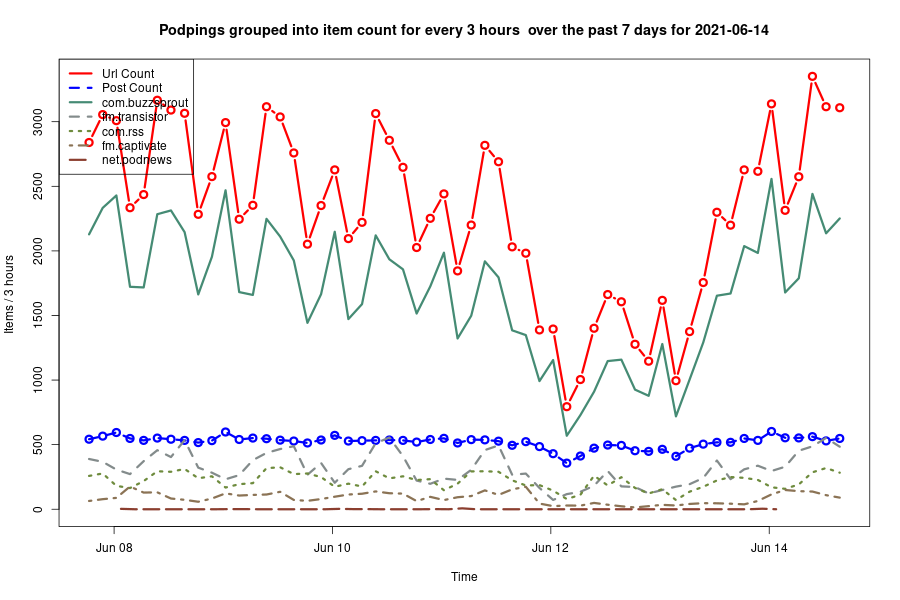 Podpings grouped into item count for every 3 hours  over the past 7 days for 2021-06-14
Url Count
Post Count
com.buzzsprout
fm.transistor
com.rss
fm.captivate
net.podnews
3000
2500
2000
1500
1000
500
0
Items / 3 hours
Jun 08
Jun 10
Jun 12
Jun 14
Time